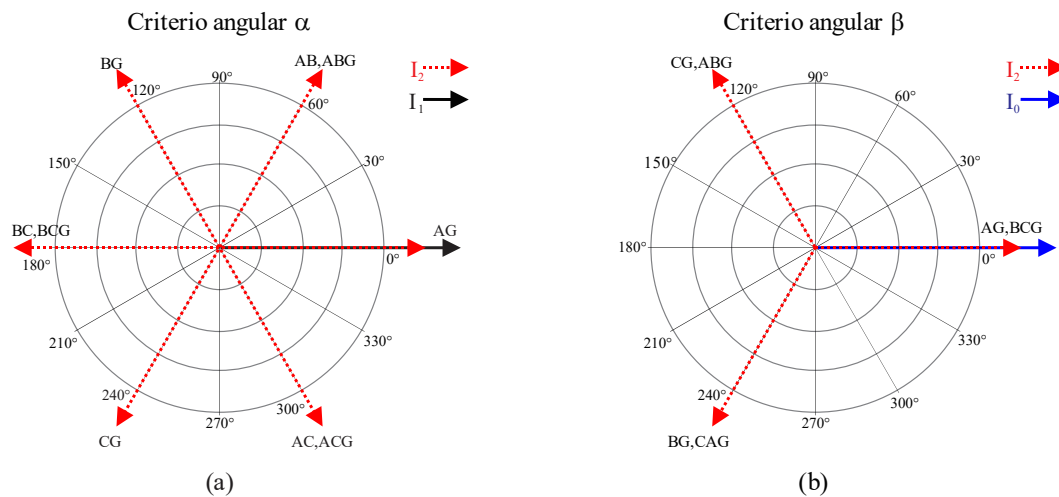 Criterio angular α
BG
AB,ABG
90°
120°
60°
I2
I1
150°
30°
BC,BCG
AG
180°
0°
210°
330°
240°
300°
270°
CG
AC,ACG
(a)
Criterio angular β
CG,ABG
90°
120°
60°
I2
I0
150°
30°
AG,BCG
180°
0°
210°
330°
240°
300°
270°
BG,CAG
(b)